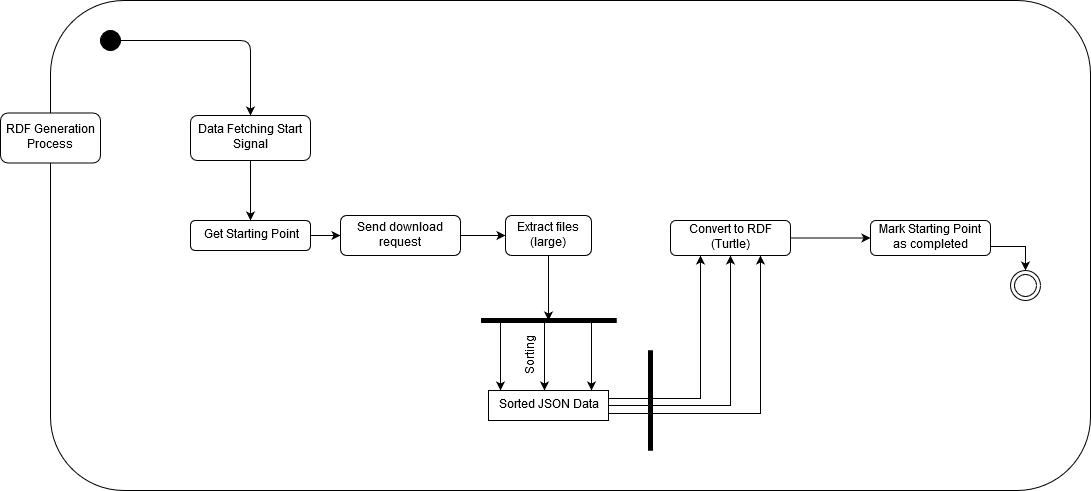 RDF Generation
Process
Data Fetching Start
Signal
Get Starting Point
Send download
request
Extract files
(large)
Sorting
Sorted JSON Data
Convert to RDF
(Turtle)
Mark Starting Point
as completed